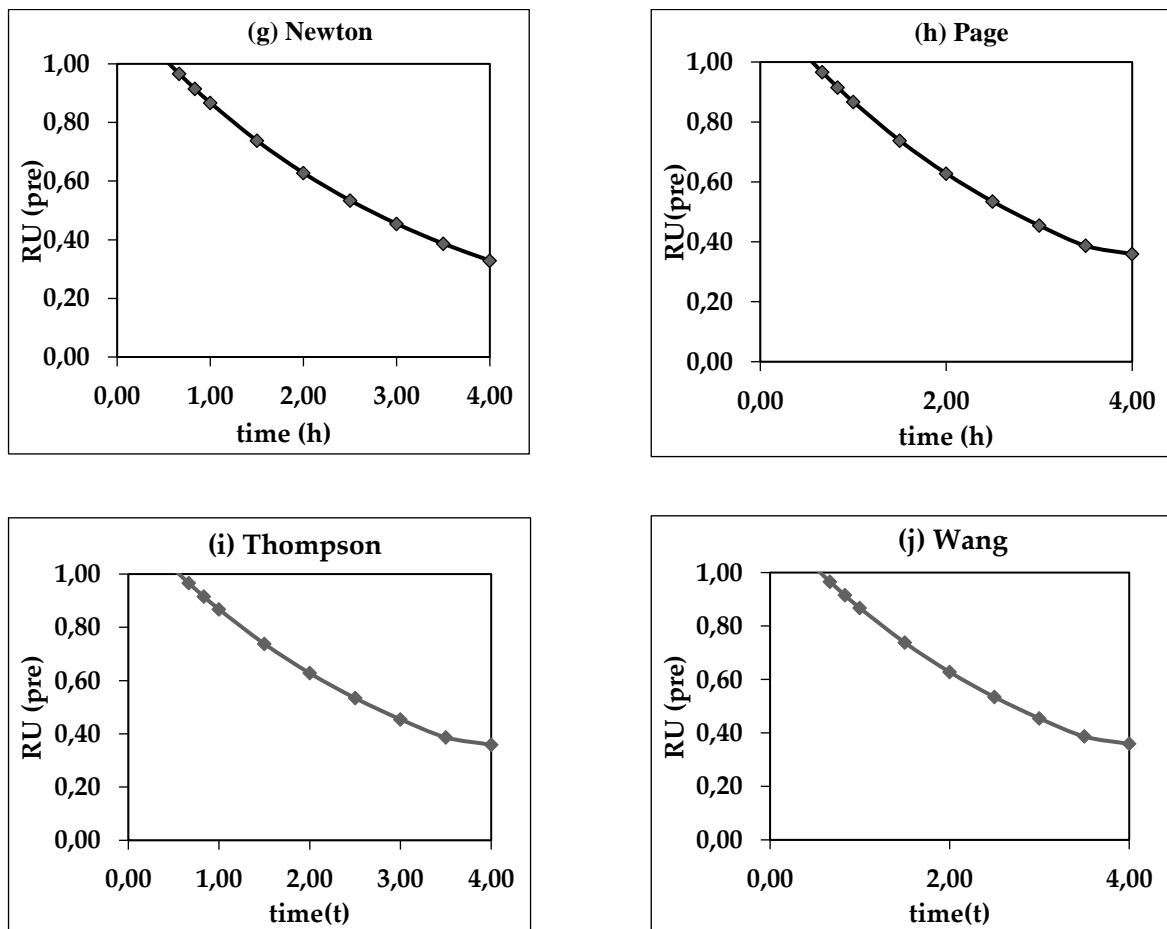 (g) Newton
1,00
0,80
0,60
0,40
0,20
0,00
RU (pre)
0,00 1,00 2,00 3,00 4,00
time (h)
(h) Page
1,00
0,80
0,60
0,40
0,20
0,00
RU(pre)
0,00 2,00 4,00
time (h)
(i) Thompson
1,00
0,80
0,60
0,40
0,20
0,00
RU (pre)
0,00 1,00 2,00 3,00 4,00
time(t)
(j) Wang
1,00
0,80
0,60
0,40
0,20
0,00
RU (pre)
0,00 2,00 4,00
time(t)